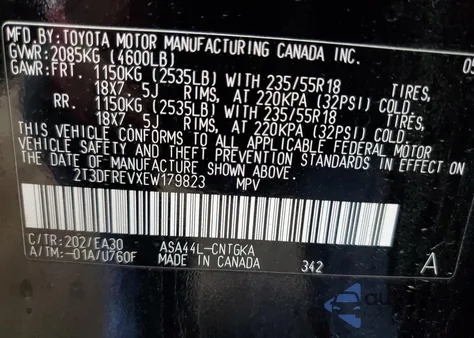 MFD.BY: TOYOTA MOTOR MANUFACTURING CANADA INC. 05
GVWR: 2085KG (4600LB)
GAWR:FRT. 1150KG (2535LB) WITH 235/55R18 TIRES,
18X7. 5J RIMS, AT 220KPA (32PSI) COLD.
RR. 1150KG (2535LB) WITH 235/55R18 TIRES,
18X7. 5J RIMS, AT 220KPA (32PSI) COLD.
THIS VEHICLE CONFORMS TO ALL APPLICABLE FEDERAL MOTOR
VEHICLE SAFETY AND THEFT PREVENTION STANDARDS IN EFFECT ON
THE DATE OF MANUFACTURE SHOWN ABOVE.
2T3DFREVXEW179823 MPV
C/TR:202/EA30 ASA44L-CNTGKA
A/TM:-01A/U760F MADE IN CANADA 342 A